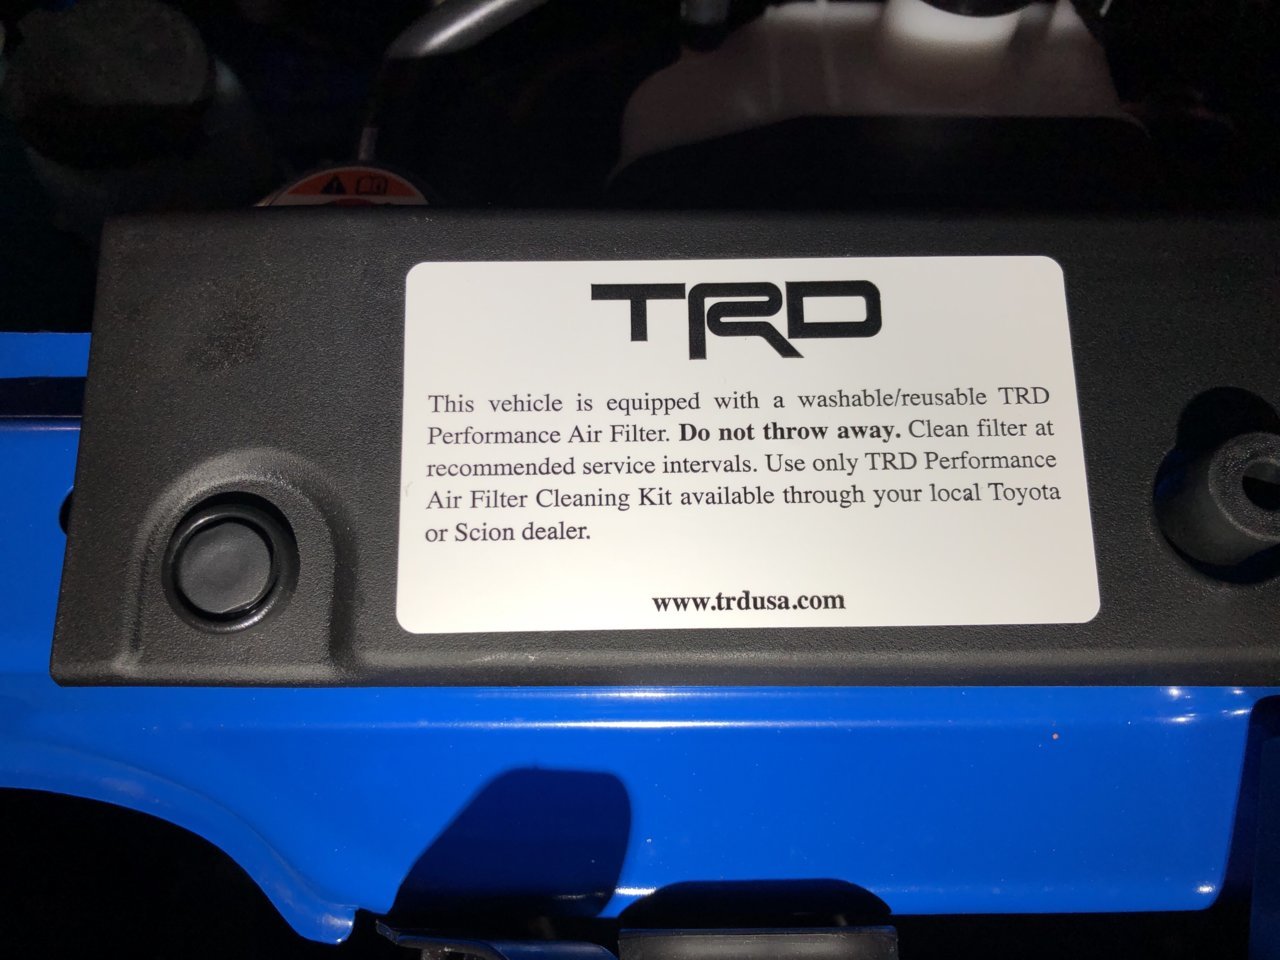 TRD
This vehicle is equipped with a washable/reusable TRD
Performance Air Filter. Do not throw away. Clean filter at
recommended service intervals. Use only TRD Performance
Air Filter Cleaning Kit available through your local Toyota
or Scion dealer.
www.trdusa.com